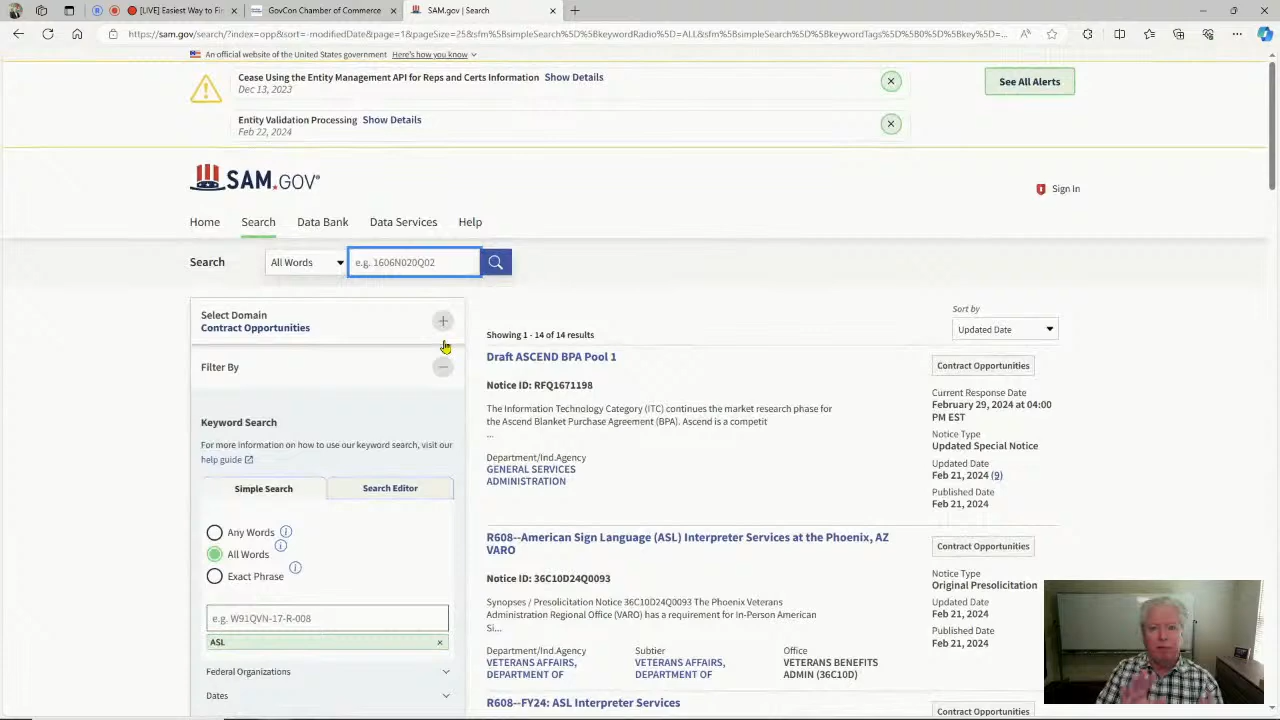 [LIVE] Easiest Way to Find Cont
GovContractor Chamber of Comme
SAM.gov | Search
https://sam.gov/search/?index=opp&sort=-modifiedDate&page=1&pageSize=25&sfm%5BsimpleSearch%5D%5BkeywordRadio%5D=ALL&sfm%5BsimpleSearch%5D%5BkeywordTags%5D%5B0%5D%5Bkey%5D=...
An official website of the United States government Here's how you know
Cease Using the Entity Management API for Reps and Certs Information Show Details
Dec 13, 2023
See All Alerts
Entity Validation Processing Show Details
Feb 22, 2024
SAM.GOV®
Sign In
Home Search Data Bank Data Services Help
Search All Words e.g. 1606N020Q02
Select Domain
Contract Opportunities
Filter By
Keyword Search
For more information on how to use our keyword search, visit our
help guide
Simple Search Search Editor
Any Words
All Words
Exact Phrase
e.g. W91QVN-17-R-008
ASL
Federal Organizations
Dates
Sort by
Updated Date
Showing 1 - 14 of 14 results
Draft ASCEND BPA Pool 1
Notice ID: RFQ1671198
The Information Technology Category (ITC) continues the market research phase for
the Ascend Blanket Purchase Agreement (BPA). Ascend is a competit
...
Department/Ind.Agency
GENERAL SERVICES
ADMINISTRATION
Contract Opportunities
Current Response Date
February 29, 2024 at 04:00
PM EST
Notice Type
Updated Special Notice
Updated Date
Feb 21, 2024 (9)
Published Date
Feb 21, 2024
R608--American Sign Language (ASL) Interpreter Services at the Phoenix, AZ
VARO
Notice ID: 36C10D24Q0093
Synopses / Presolicitation Notice 36C10D24Q0093 The Phoenix Veterans
Administration Regional Office (VARO) has a requirement for In-Person American
Si...
Department/Ind.Agency
VETERANS AFFAIRS,
DEPARTMENT OF
Subtier
VETERANS AFFAIRS,
DEPARTMENT OF
Office
VETERANS BENEFITS
ADMIN (36C10D)
Contract Opportunities
Notice Type
Original Presolicitation
Updated Date
Feb 21, 2024
Published Date
Feb 21, 2024
R608--FY24: ASL Interpreter Services
Contract Opportunities